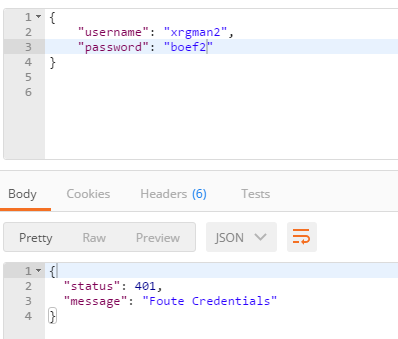 1 {
2 "username": "xrgman2",
3 "password": "boef2"
4 }
5
6
Body Cookies Headers (6) Tests
Pretty Raw Preview JSON
1 {
2 "status": 401,
3 "message": "Foute Credentials"
4 }